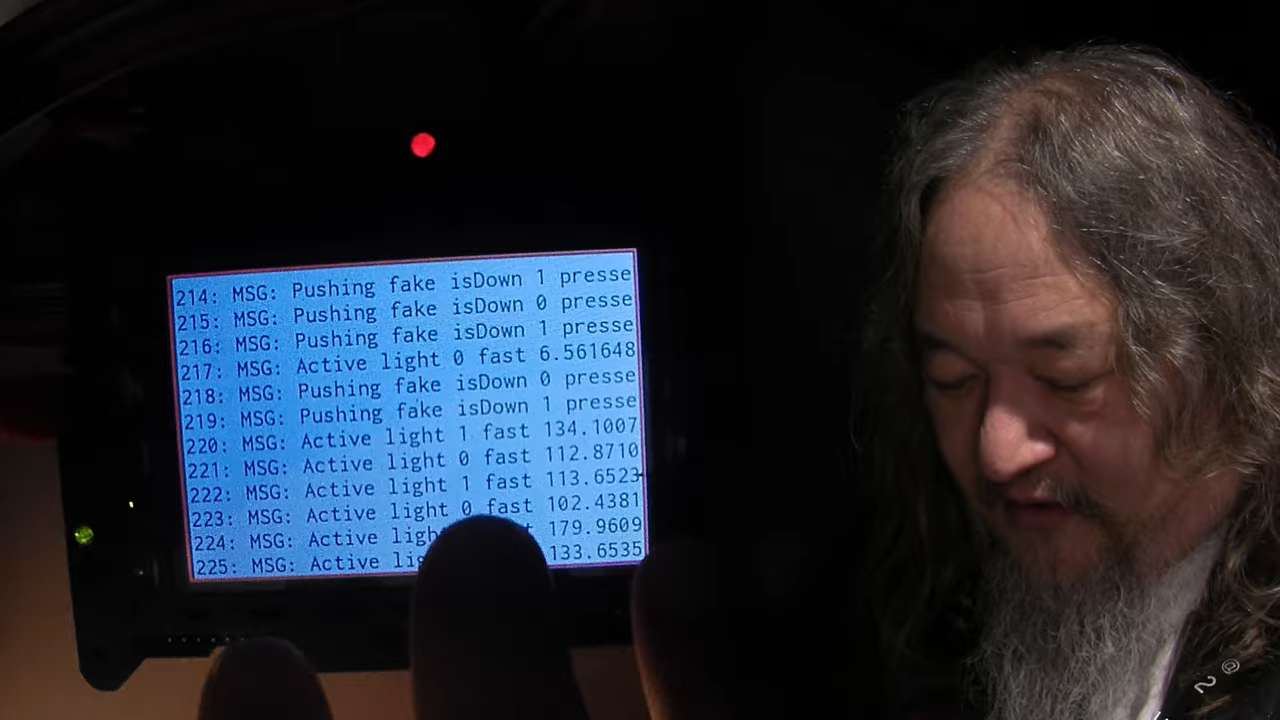 214: MSG: Pushing fake isDown 1 presse
215: MSG: Pushing fake isDown 0 presse
216: MSG: Pushing fake isDown 1 presse
217: MSG: Active light 0 fast 6.561648
218: MSG: Pushing fake isDown 0 presse
219: MSG: Pushing fake isDown 1 presse
220: MSG: Active light 1 fast 134.1007
221: MSG: Active light 0 fast 112.8710
222: MSG: Active light 1 fast 113.6523
223: MSG: Active light 0 fast 102.4381
224: MSG: Active 179.9609
225: MSG: Active 133.6535